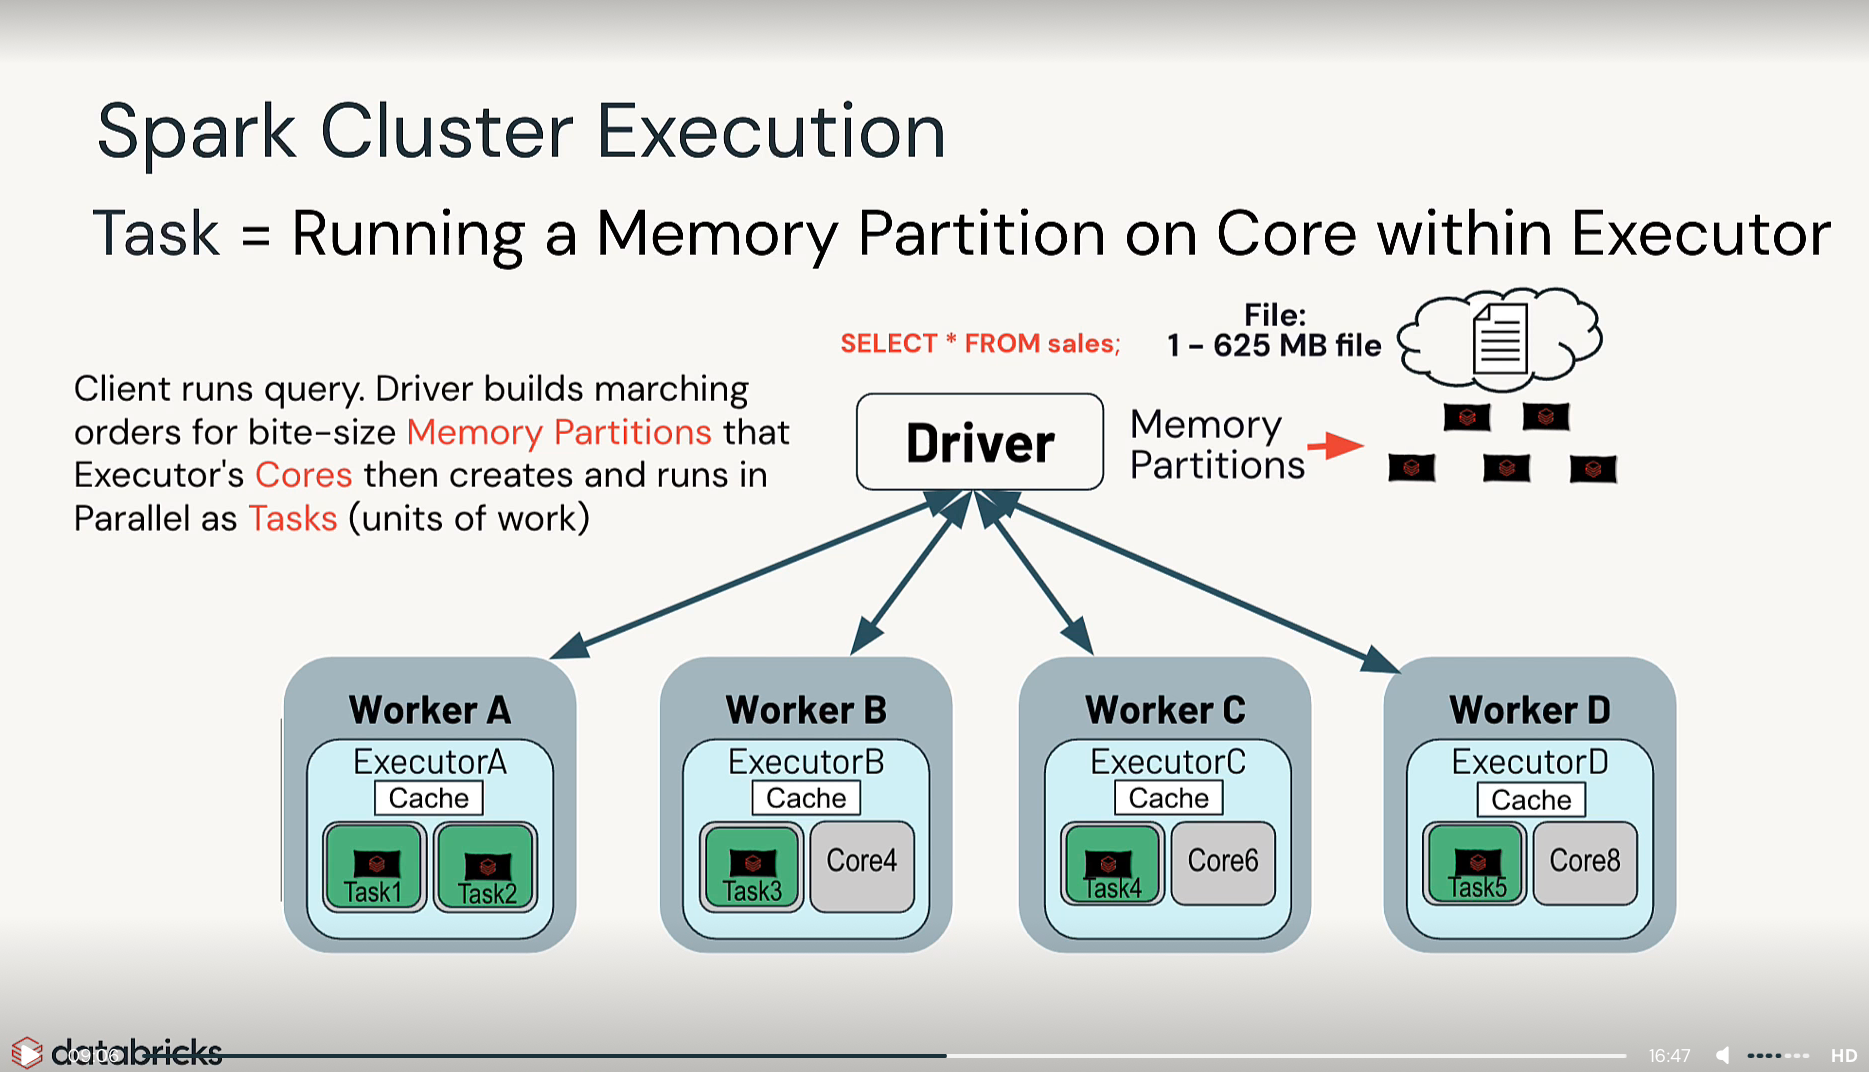 Spark Cluster Execution
Task = Running a Memory Partition on Core within Executor
Client runs query. Driver builds marching
orders for bite-size Memory Partitions that
Executor's Cores then creates and runs in
Parallel as Tasks (units of work)
SELECT * FROM sales;
File:
1 – 625 MB file
Driver
Memory
Partitions
Worker A
ExecutorA
Cache
Task1
Task2
Worker B
ExecutorB
Cache
Task3
Core4
Worker C
ExecutorC
Cache
Task4
Core6
Worker D
ExecutorD
Cache
Task5
Core8
databricks
09:06
16:47
HD